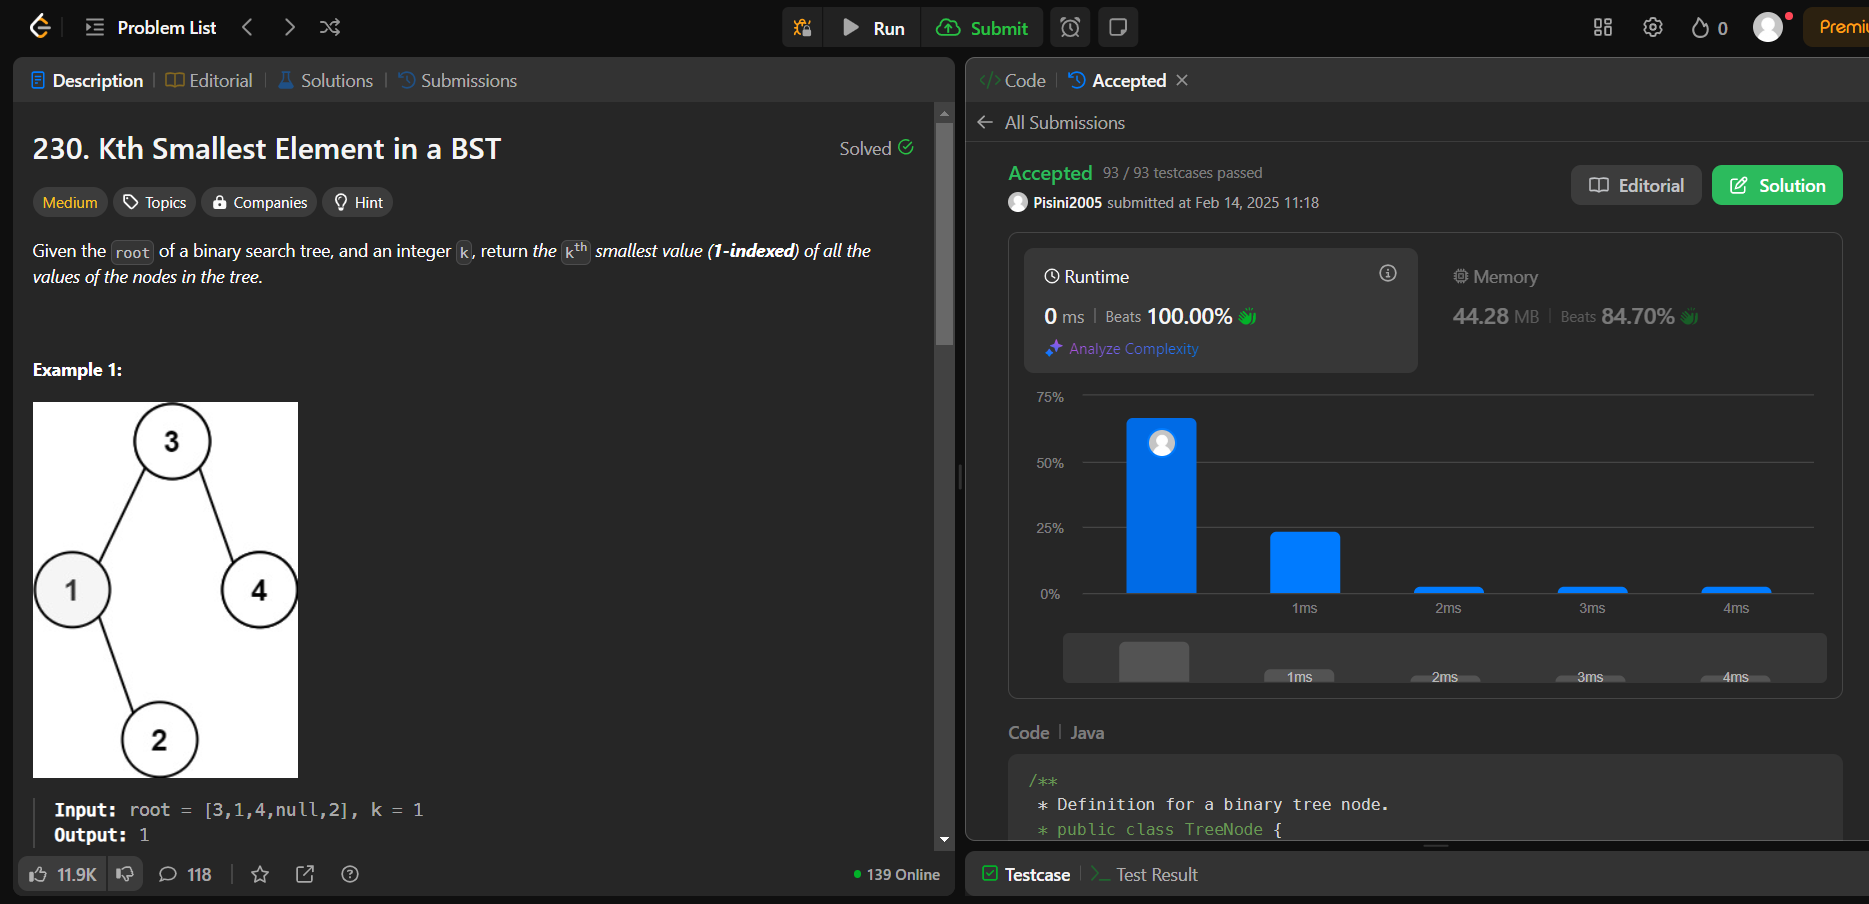 Problem List
Run
Submit
0
Premiu
Description
Editorial
Solutions
Submissions
230. Kth Smallest Element in a BST
Solved
Medium
Topics
Companies
Hint
Given the root of a binary search tree, and an integer k, return the kth smallest value (1-indexed) of all the
values of the nodes in the tree.
Example 1:
3
1
4
2
Input: root = [3,1,4,null,2], k = 1
Output: 1
11.9K
118
139 Online
Code
Accepted
All Submissions
Accepted 93 / 93 testcases passed
Pisini2005 submitted at Feb 14, 2025 11:18
Editorial
Solution
Runtime
0 ms Beats 100.00%
Analyze Complexity
Memory
44.28 MB Beats 84.70%
75%
50%
25%
0%
1ms
2ms
3ms
4ms
1ms
2ms
3ms
4ms
Code
Java
/**
* Definition for a binary tree node.
* public class TreeNode {
Testcase
Test Result